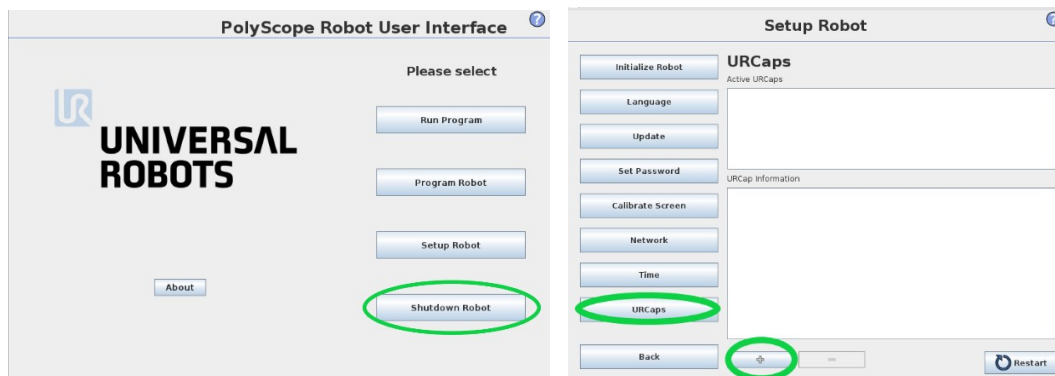 PolyScope Robot User Interface
?
Please select
UR
UNIVERSAL
ROBOTS
Run Program
Program Robot
Setup Robot
About
Shutdown Robot
Setup Robot
?
Initialize Robot
URCaps
Active URCaps
Language
Update
Set Password
URCap Information
Calibrate Screen
Network
Time
URCaps
Back
Restart